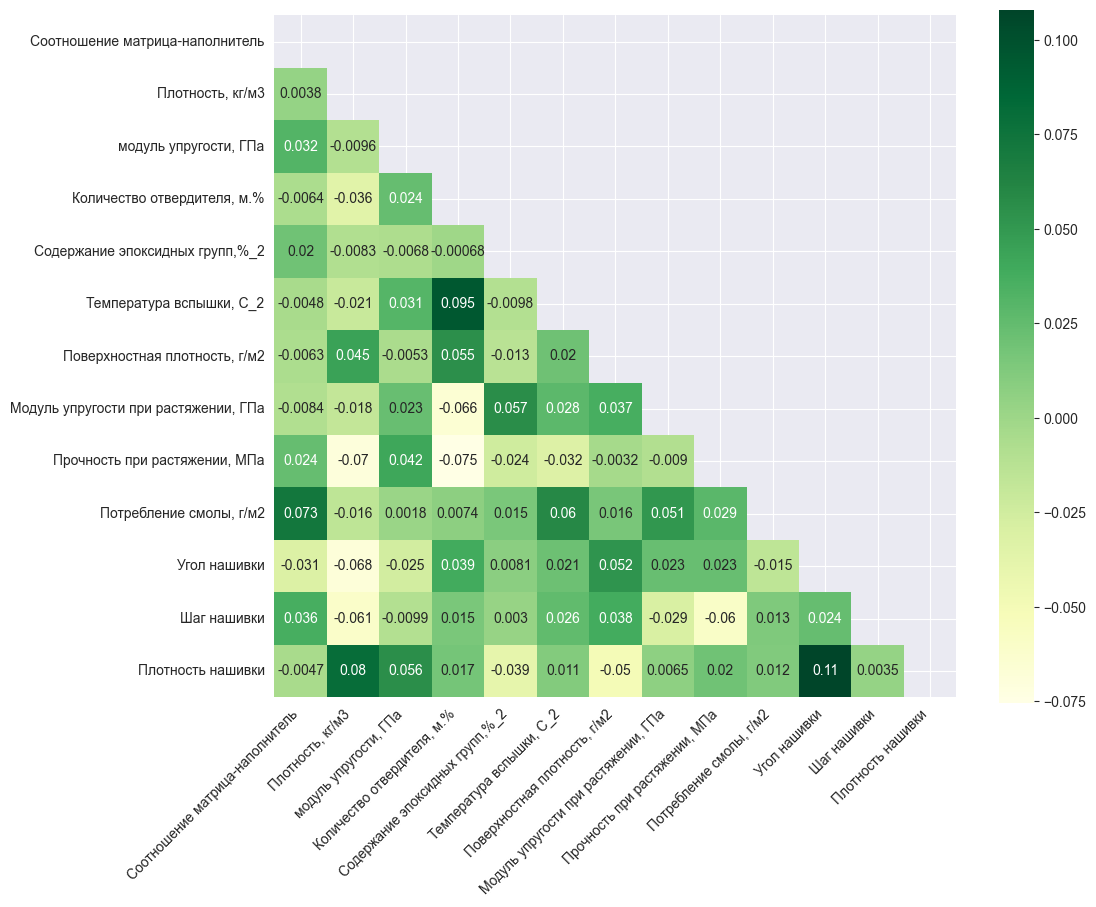 Соотношение матрица-наполнитель
Плотность, кг/м3
0.0038
модуль упругости, ГПа
0.032 -0.0096
Количество отвердителя, м.%
-0.0064 -0.036 0.024
Содержание эпоксидных групп,%_2
0.02 -0.0083 -0.0068 -0.00068
Температура вспышки, С_2
-0.0048 -0.021 0.031 0.095 -0.0098
Поверхностная плотность, г/м2
-0.0063 0.045 -0.0053 0.055 -0.013 0.02
Модуль упругости при растяжении, ГПа
-0.0084 -0.018 0.023 -0.066 0.057 0.028 0.037
Прочность при растяжении, МПа
0.024 -0.07 0.042 -0.075 -0.024 -0.032 -0.0032 -0.009
Потребление смолы, г/м2
0.073 -0.016 0.0018 0.0074 0.015 0.06 0.016 0.051 0.029
Угол нашивки
-0.031 -0.068 -0.025 0.039 0.0081 0.021 0.052 0.023 0.023 -0.015
Шаг нашивки
0.036 -0.061 -0.0099 0.015 0.003 0.026 0.038 -0.029 -0.06 0.013 0.024
Плотность нашивки
-0.0047 0.08 0.056 0.017 -0.039 0.011 -0.05 0.0065 0.02 0.012 0.11 0.0035
Соотношение матрица-наполнитель
Плотность, кг/м3
модуль упругости, ГПа
Количество отвердителя, м.%
Содержание эпоксидных групп,%_2
Температура вспышки, С_2
Поверхностная плотность, г/м2
Модуль упругости при растяжении, ГПа
Прочность при растяжении, МПа
Потребление смолы, г/м2
Угол нашивки
Шаг нашивки
Плотность нашивки
0.100
0.075
0.050
0.025
0.000
−0.025
−0.050
−0.075